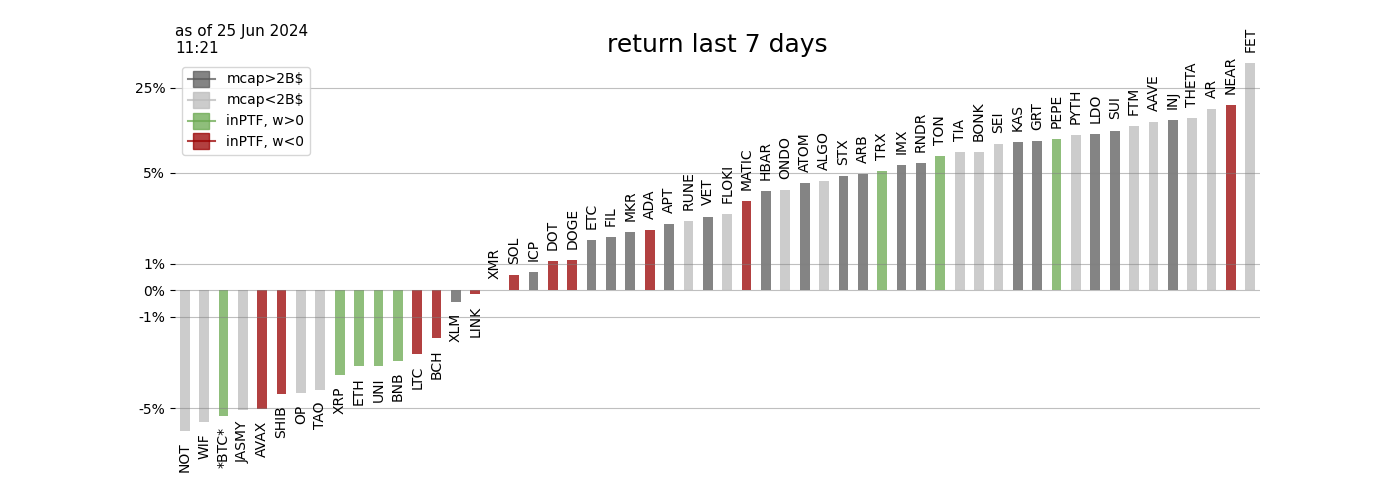 as of 25 Jun 2024
11:21
return last 7 days
mcap>2B$
mcap<2B$
inPTF, w>0
inPTF, w<0
25%
5%
1%
0%
-1%
-5%
NOT
WIF
*BTC*
JASMY
AVAX
SHIB
OP
TAO
XRP
ETH
UNI
BNB
LTC
BCH
XLM
LINK
XMR
SOL
ICP
DOT
DOGE
ETC
FIL
MKR
ADA
APT
RUNE
VET
FLOKI
MATIC
HBAR
ONDO
ATOM
ALGO
STX
ARB
TRX
IMX
RNDR
TON
TIA
BONK
SEI
KAS
GRT
PEPE
PYTH
LDO
SUI
FTM
AAVE
INJ
THETA
AR
NEAR
FET